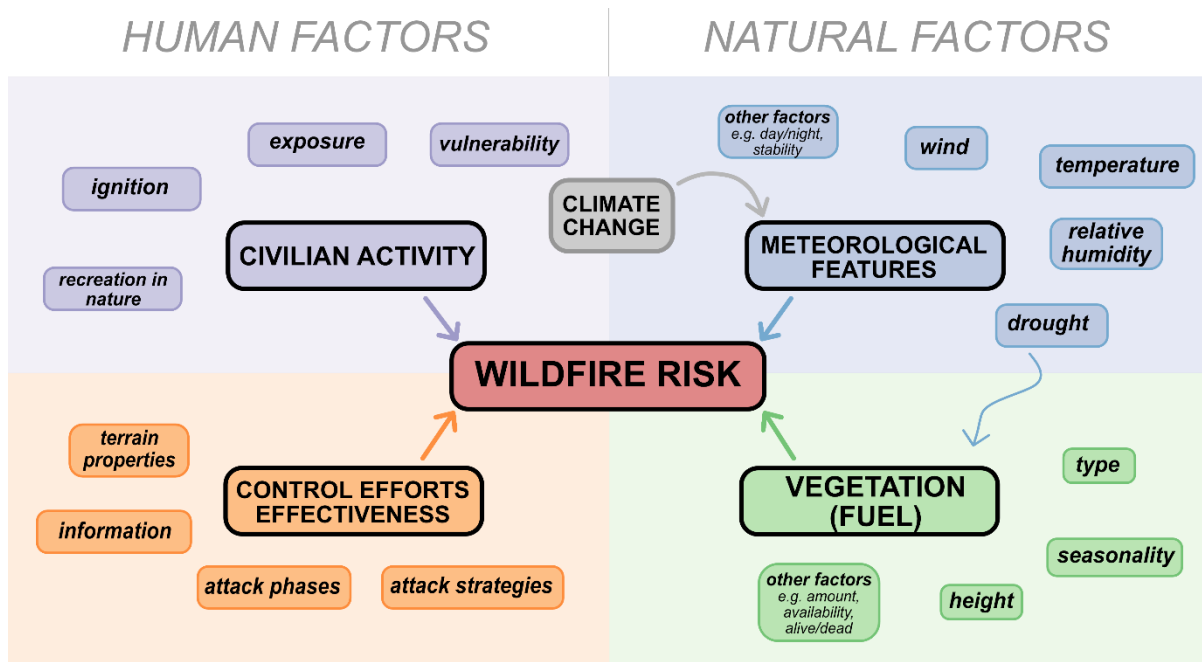 HUMAN FACTORS
NATURAL FACTORS
exposure
vulnerability
ignition
recreation in
nature
CIVILIAN ACTIVITY
CLIMATE
CHANGE
other factors
e.g. day/night,
stability
wind
temperature
relative
humidity
METEOROLOGICAL
FEATURES
drought
WILDFIRE RISK
terrain
properties
information
CONTROL EFFORTS
EFFECTIVENESS
attack phases
attack strategies
VEGETATION
(FUEL)
type
seasonality
height
other factors
e.g. amount,
availability,
alive/dead